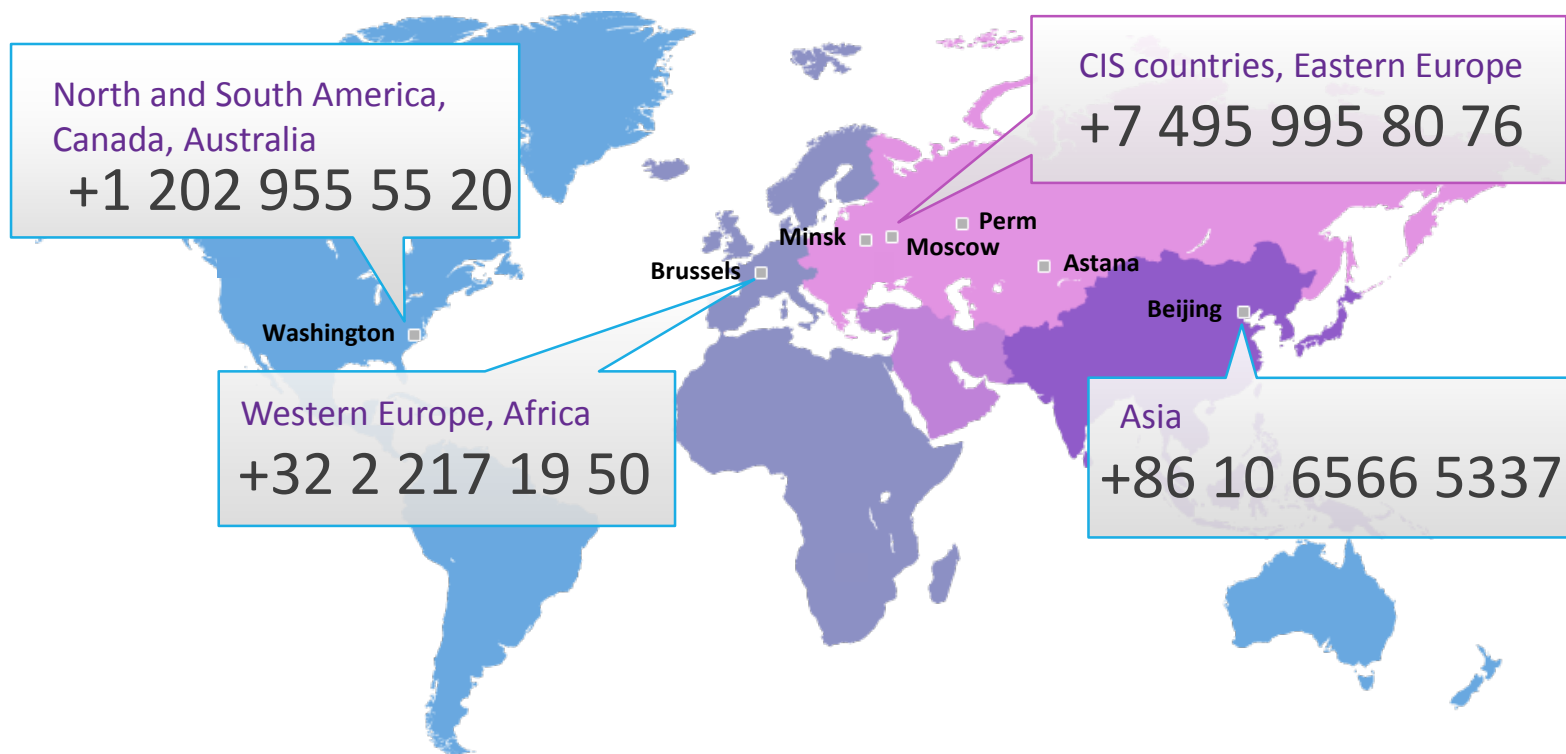 North and South America,
Canada, Australia
+1 202 955 55 20
CIS countries, Eastern Europe
+7 495 995 80 76
Minsk
Moscow
Perm
Astana
Brussels
Beijing
Washington
Western Europe, Africa
+32 2 217 19 50
Asia
+86 10 6566 5337